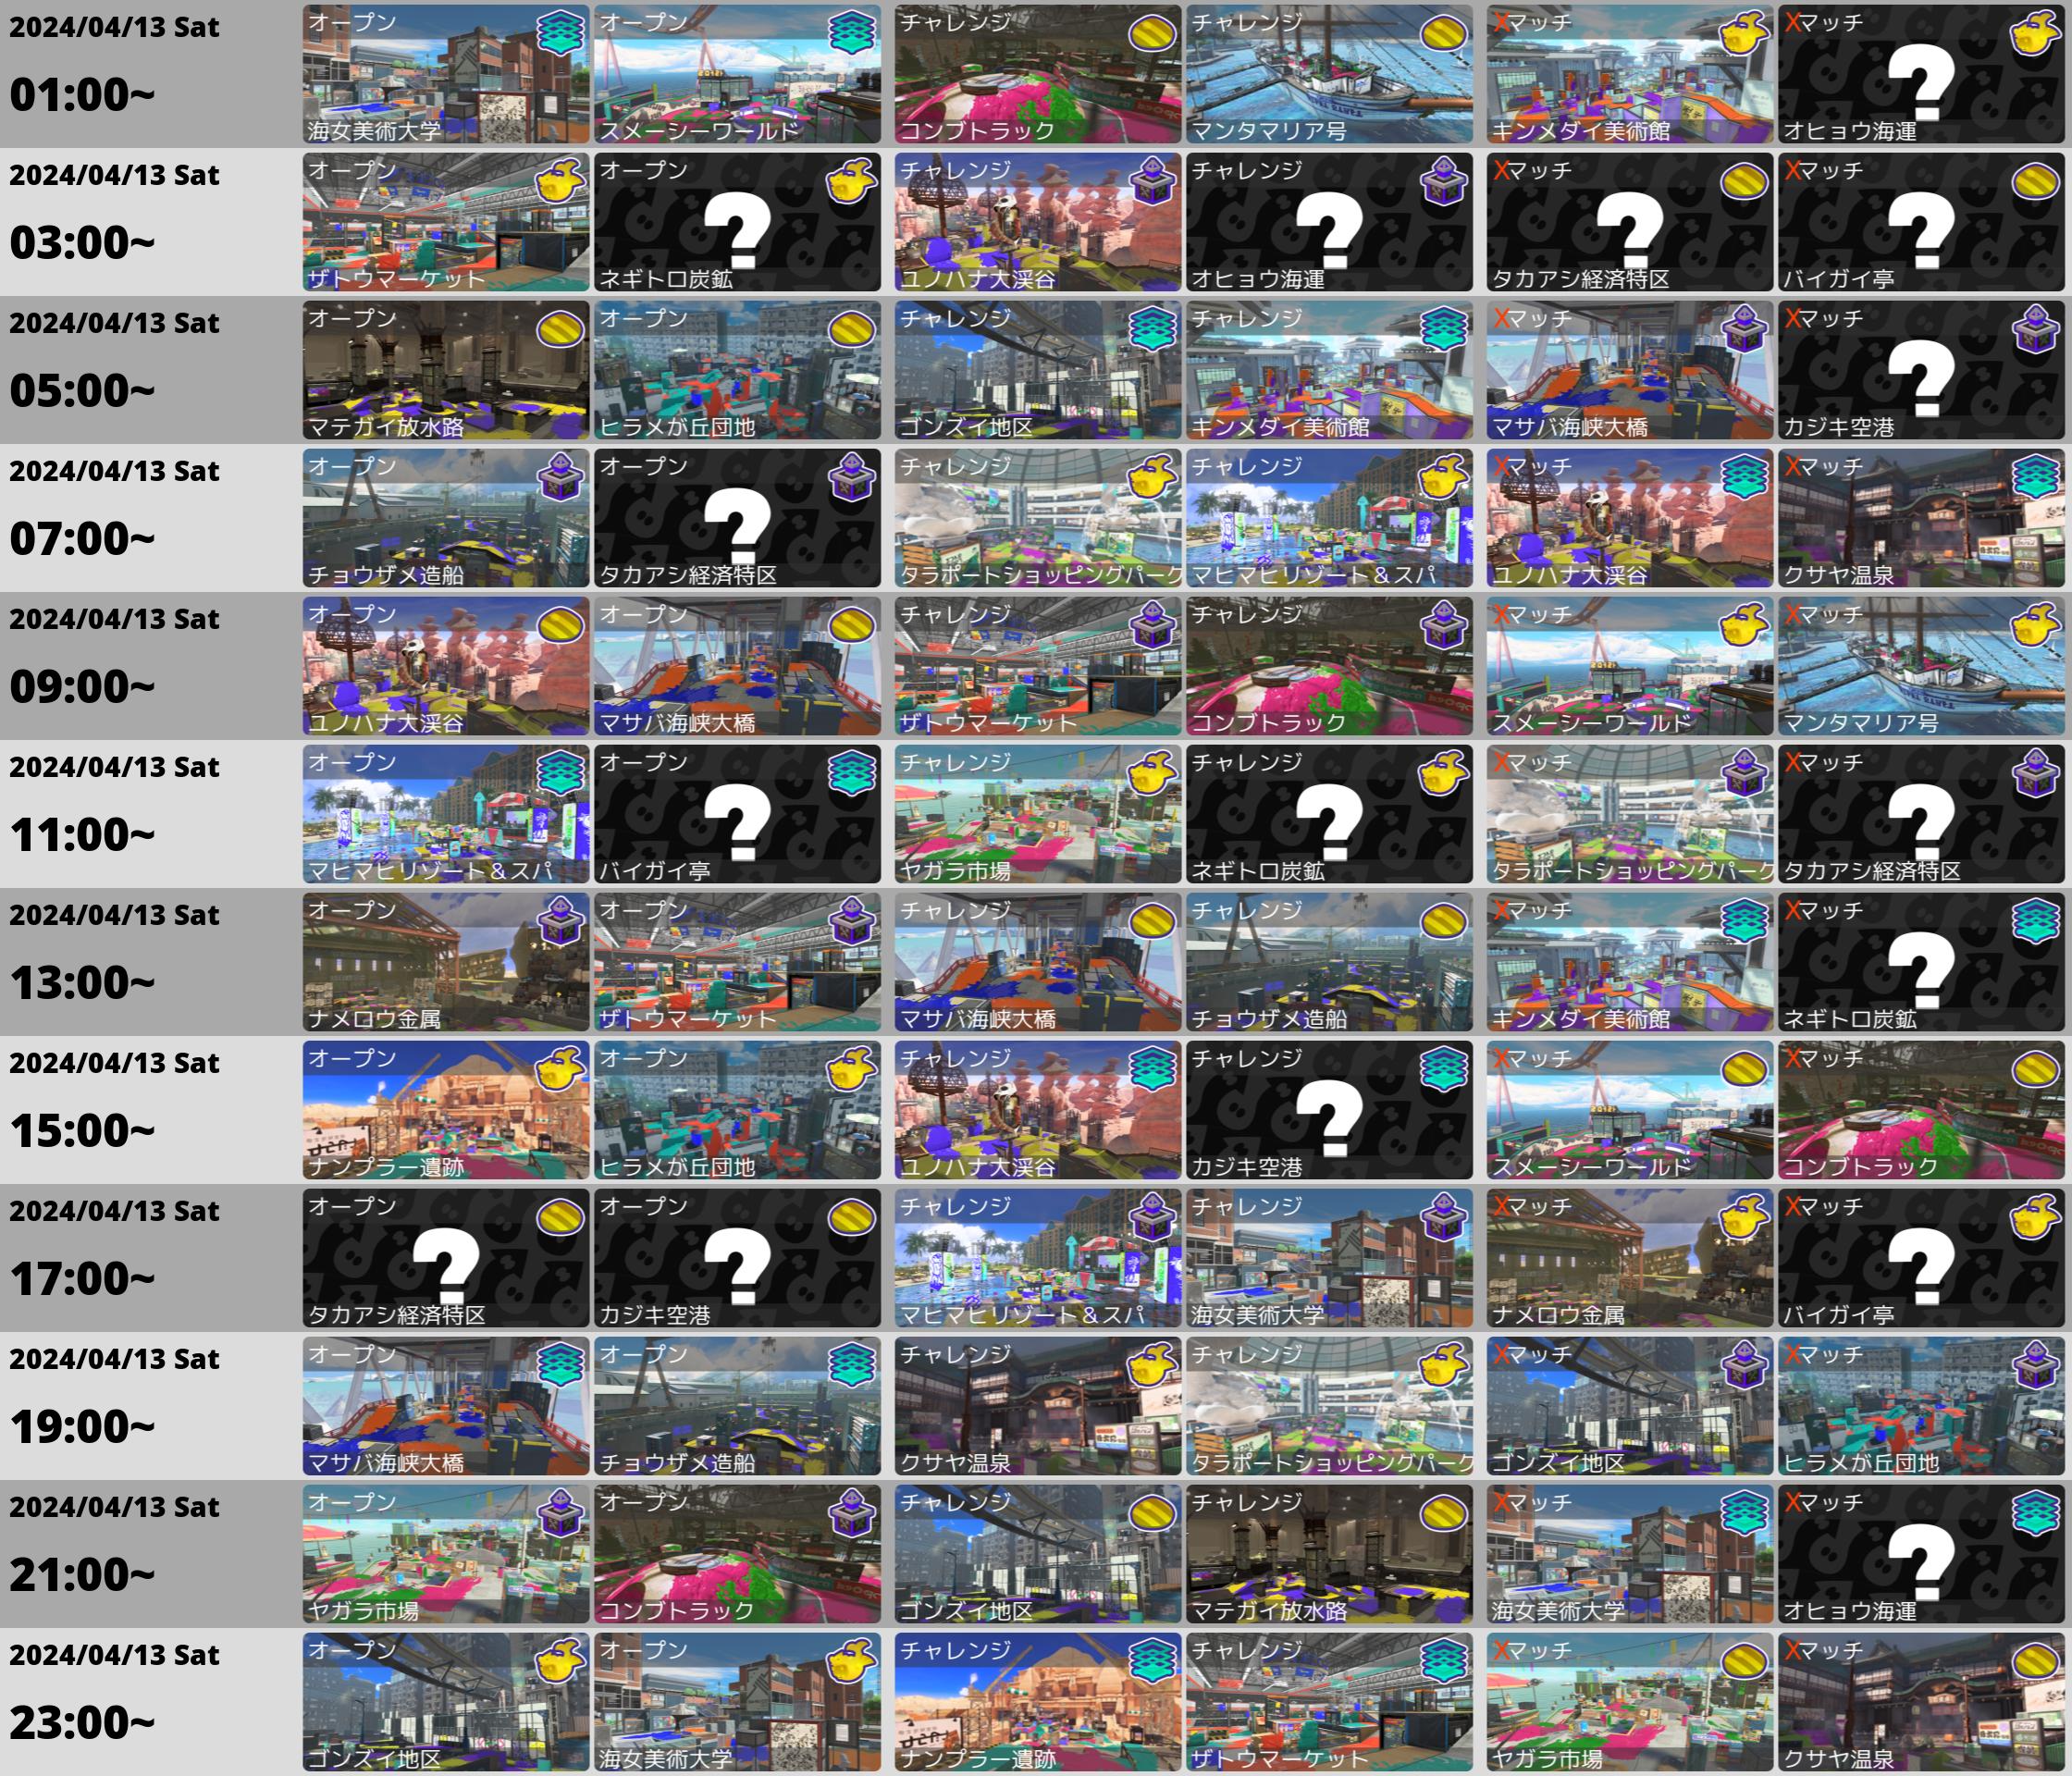 2024/04/13 Sat
01:00~
オープン
海女美術大学
オープン
スメーシーワールド
チャレンジ
コンブトラック
チャレンジ
マンタマリア号
Xマッチ
キンメダイ美術館
Xマッチ
オヒョウ海運
2024/04/13 Sat
03:00~
オープン
ザトウマーケット
オープン
ネギトロ炭鉱
チャレンジ
ユノハナ大渓谷
チャレンジ
オヒョウ海運
Xマッチ
タカアシ経済特区
Xマッチ
バイガイ亭
2024/04/13 Sat
05:00~
オープン
マテガイ放水路
オープン
ヒラメが丘団地
チャレンジ
ゴンズイ地区
チャレンジ
キンメダイ美術館
Xマッチ
マサバ海峡大橋
Xマッチ
カジキ空港
2024/04/13 Sat
07:00~
オープン
チョウザメ造船
オープン
タカアシ経済特区
チャレンジ
タラポートショッピングパーク
チャレンジ
マヒマヒリゾート&スパ
Xマッチ
ユノハナ大渓谷
Xマッチ
クサヤ温泉
2024/04/13 Sat
09:00~
オープン
ユノハナ大渓谷
オープン
マサバ海峡大橋
チャレンジ
ザトウマーケット
チャレンジ
コンブトラック
Xマッチ
スメーシーワールド
Xマッチ
マンタマリア号
2024/04/13 Sat
11:00~
オープン
マヒマヒリゾート&スパ
オープン
バイガイ亭
チャレンジ
ヤガラ市場
チャレンジ
ネギトロ炭鉱
Xマッチ
タラポートショッピングパーク
Xマッチ
タカアシ経済特区
2024/04/13 Sat
13:00~
オープン
ナメロウ金属
オープン
ザトウマーケット
チャレンジ
マサバ海峡大橋
チャレンジ
チョウザメ造船
Xマッチ
キンメダイ美術館
Xマッチ
ネギトロ炭鉱
2024/04/13 Sat
15:00~
オープン
ナンプラー遺跡
オープン
ヒラメが丘団地
チャレンジ
ユノハナ大渓谷
チャレンジ
カジキ空港
Xマッチ
スメーシーワールド
Xマッチ
コンブトラック
2024/04/13 Sat
17:00~
オープン
タカアシ経済特区
オープン
カジキ空港
チャレンジ
マヒマヒリゾート&スパ
チャレンジ
海女美術大学
Xマッチ
ナメロウ金属
Xマッチ
バイガイ亭
2024/04/13 Sat
19:00~
オープン
マサバ海峡大橋
オープン
チョウザメ造船
チャレンジ
クサヤ温泉
チャレンジ
タラポートショッピングパーク
Xマッチ
ゴンズイ地区
Xマッチ
ヒラメが丘団地
2024/04/13 Sat
21:00~
オープン
ヤガラ市場
オープン
コンブトラック
チャレンジ
ゴンズイ地区
チャレンジ
マテガイ放水路
Xマッチ
海女美術大学
Xマッチ
オヒョウ海運
2024/04/13 Sat
23:00~
オープン
ゴンズイ地区
オープン
海女美術大学
チャレンジ
ナンプラー遺跡
チャレンジ
ザトウマーケット
Xマッチ
ヤガラ市場
Xマッチ
クサヤ温泉